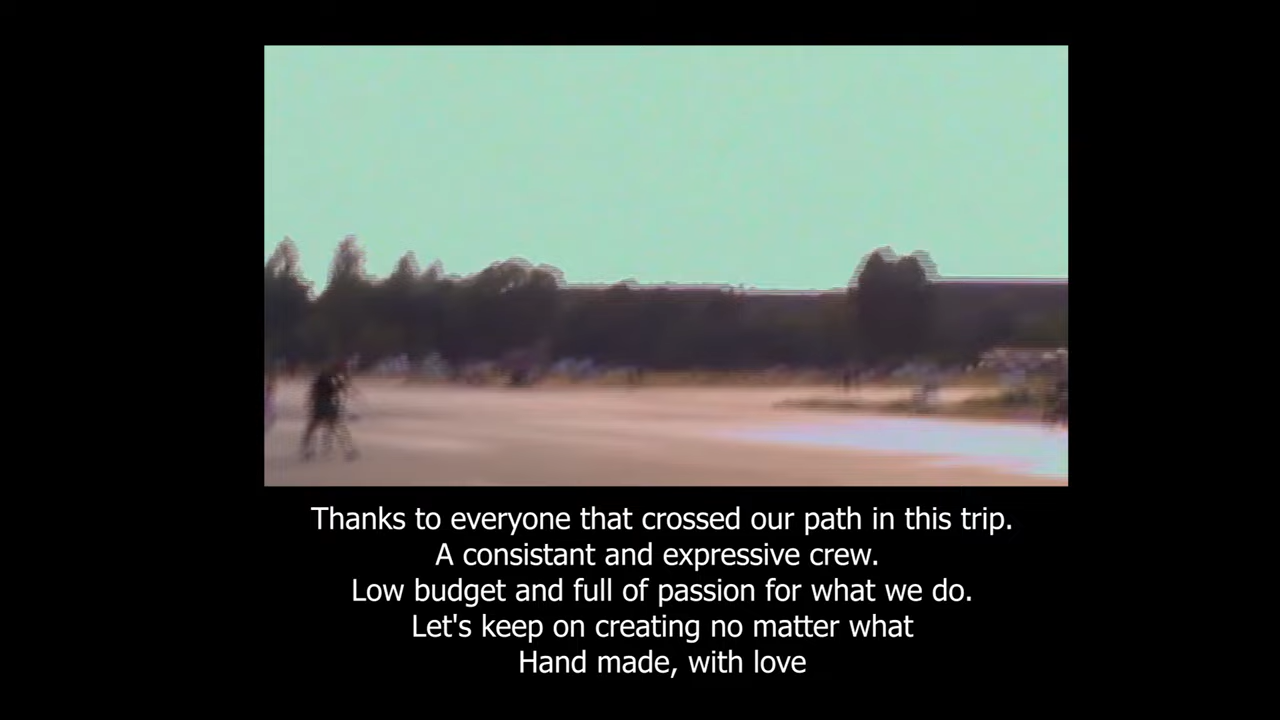 Thanks to everyone that crossed our path in this trip.
A consistant and expressive crew.
Low budget and full of passion for what we do.
Let's keep on creating no matter what
Hand made, with love